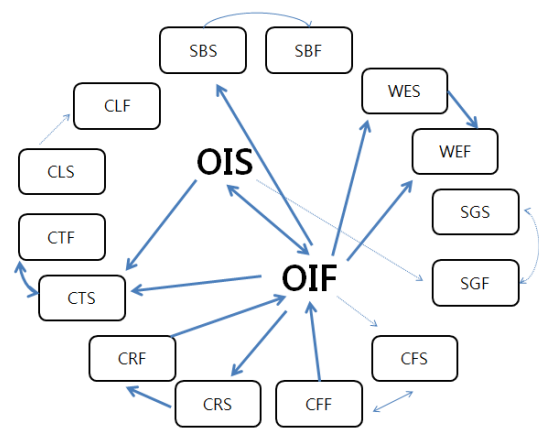 SBS
SBF
WES
CLF
WEF
OIS
CLS
SGS
CTF
OIF
SGF
CTS
CRF
CFS
CRS
CFF